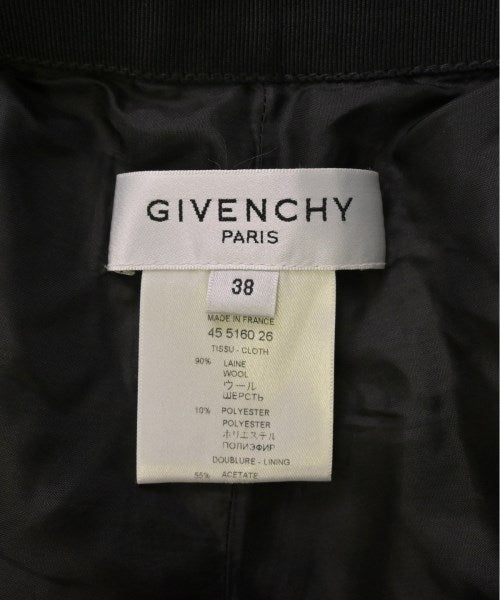 GIVENCHY
PARIS
38
MADE IN FRANCE
45 5160 26
TISSU - CLOTH
90% LAINE
WOOL
ウール
ШЕРСТЬ
10% POLYESTER
POLYESTER
ポリエステル
ПОЛИЭФИР
DOUBLURE - LINING
55% ACETATE